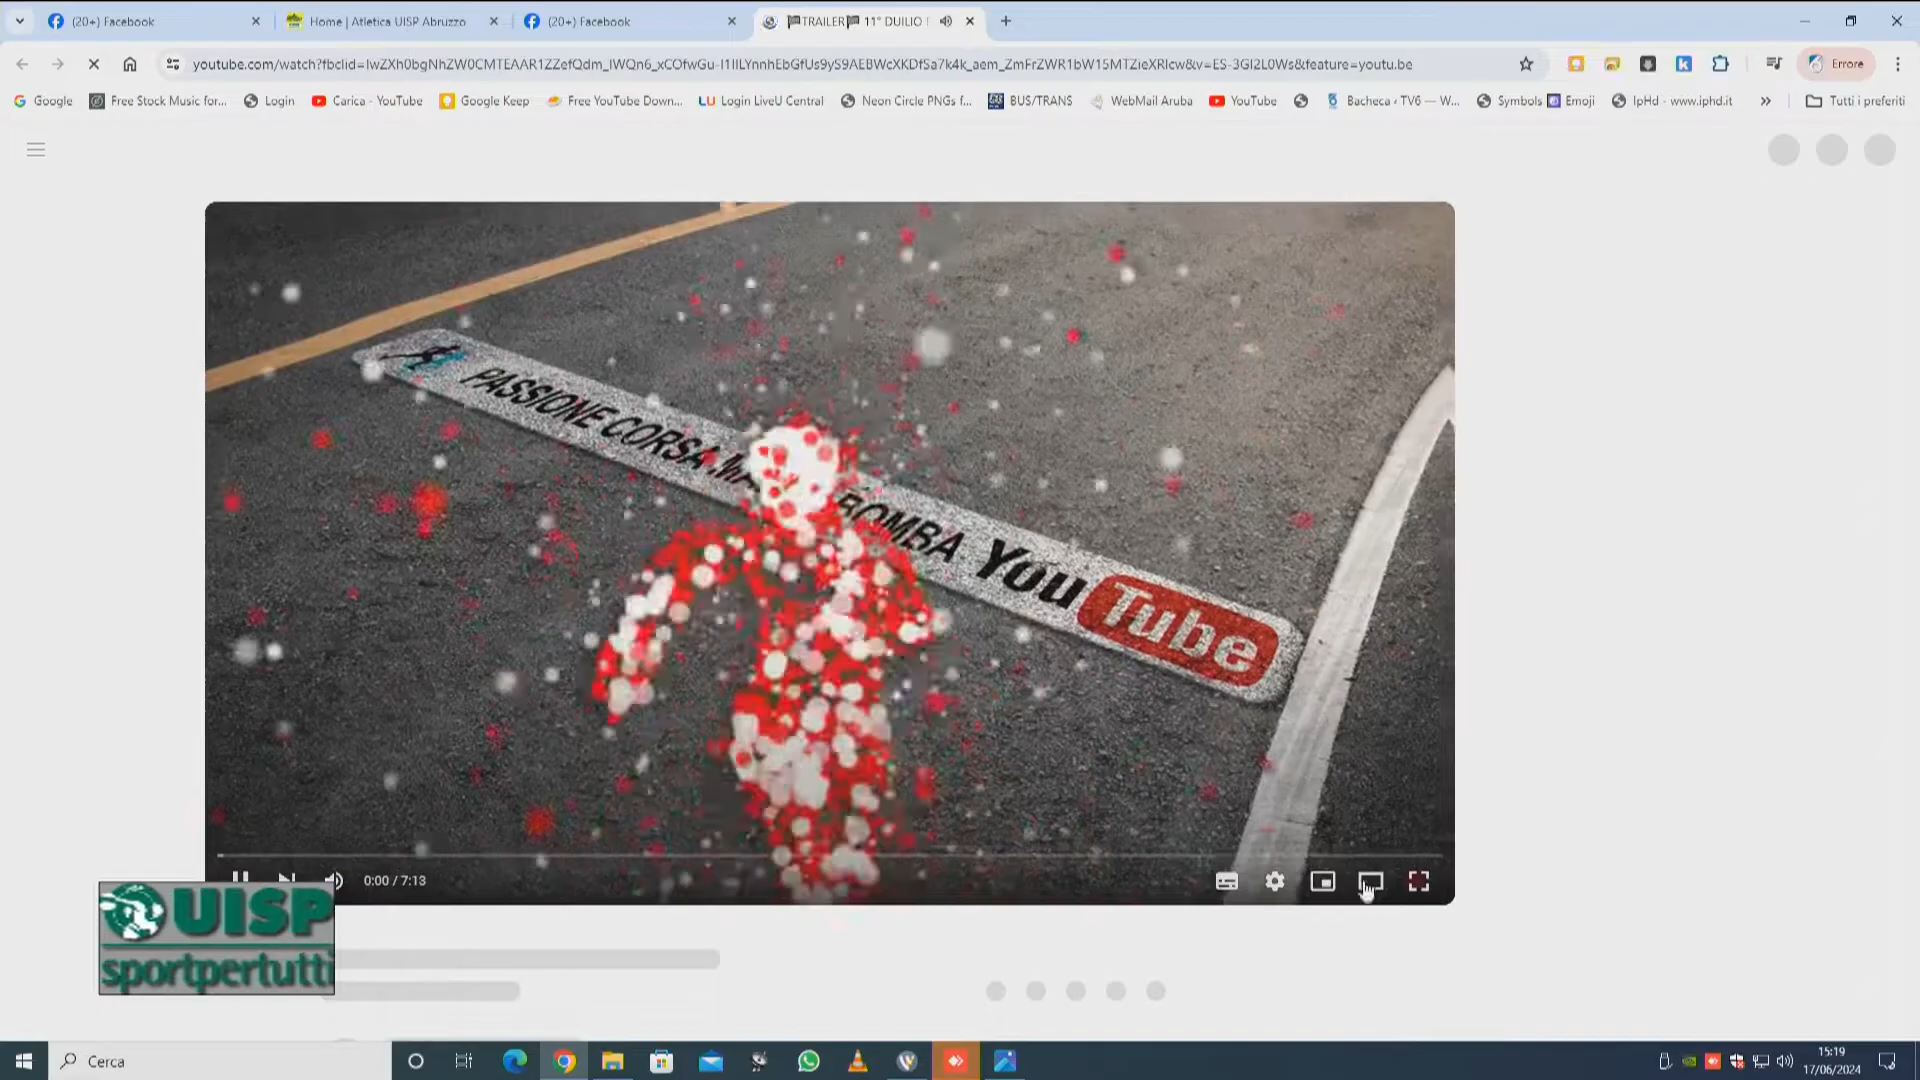 (20+) Facebook
Home | Atletica UISP Abruzzo
(20+) Facebook
TRAILER 11° DUILIO
youtube.com/watch?fbclid=IwZXh0bgNhZW0CMTEAAR1ZZefQdm_IWQn6_xCOfwGu-I1IILYnnhEbGfUs9yS9AEBWcXKDfSa7k4k_aem_ZmFrZWR1bW15MTZieXRlcw&v=ES-3GI2L0Ws&feature=youtu.be
Errore
Google
Free Stock Music for...
Login
Carica - YouTube
Google Keep
Free YouTube Down...
LU Login LiveU Central
Neon Circle PNGs f...
BUS/TRANS
WebMail Aruba
YouTube
Bacheca ‹ TV6 — W...
Symbols
Emoji
IpHd - www.iphd.it
»
Tutti i preferiti
PASSIONE CORSA
BOMBA YouTube
0:00 / 7:13
UISP
sportpertutti
Cerca
15:19
17/06/2024